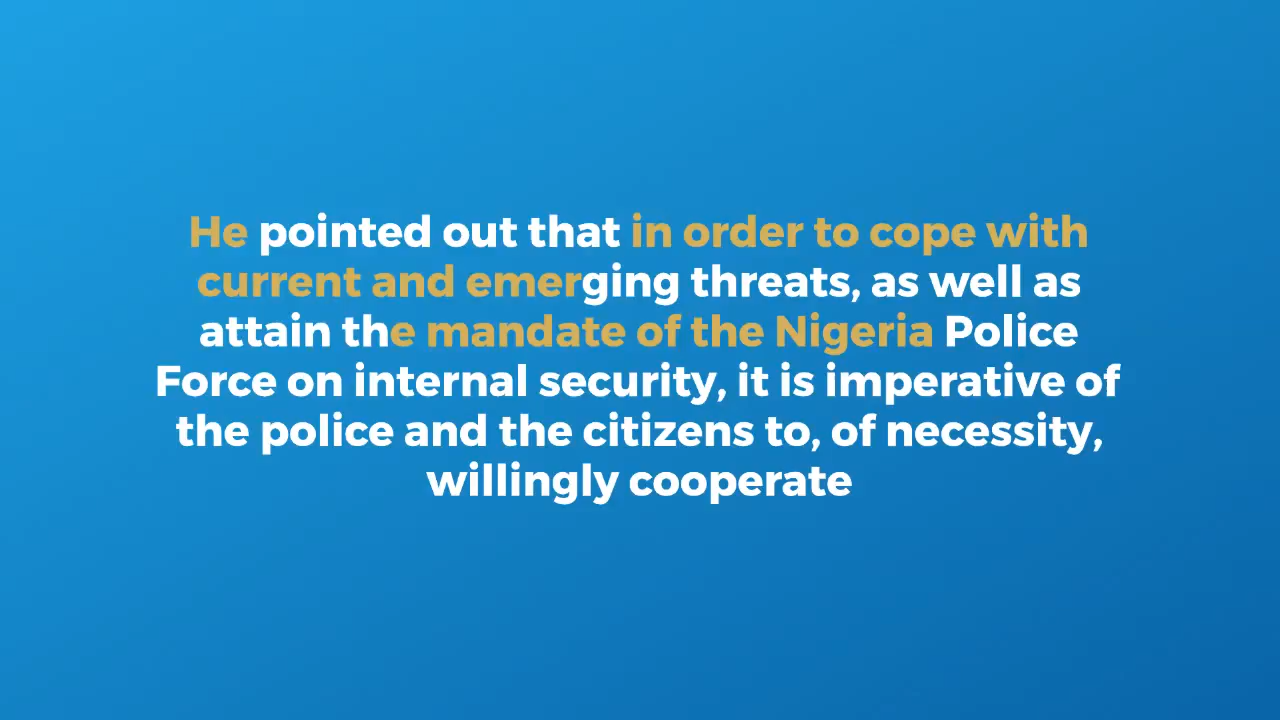 He pointed out that in order to cope with
current and emerging threats, as well as
attain the mandate of the Nigeria Police
Force on internal security, it is imperative of
the police and the citizens to, of necessity,
willingly cooperate